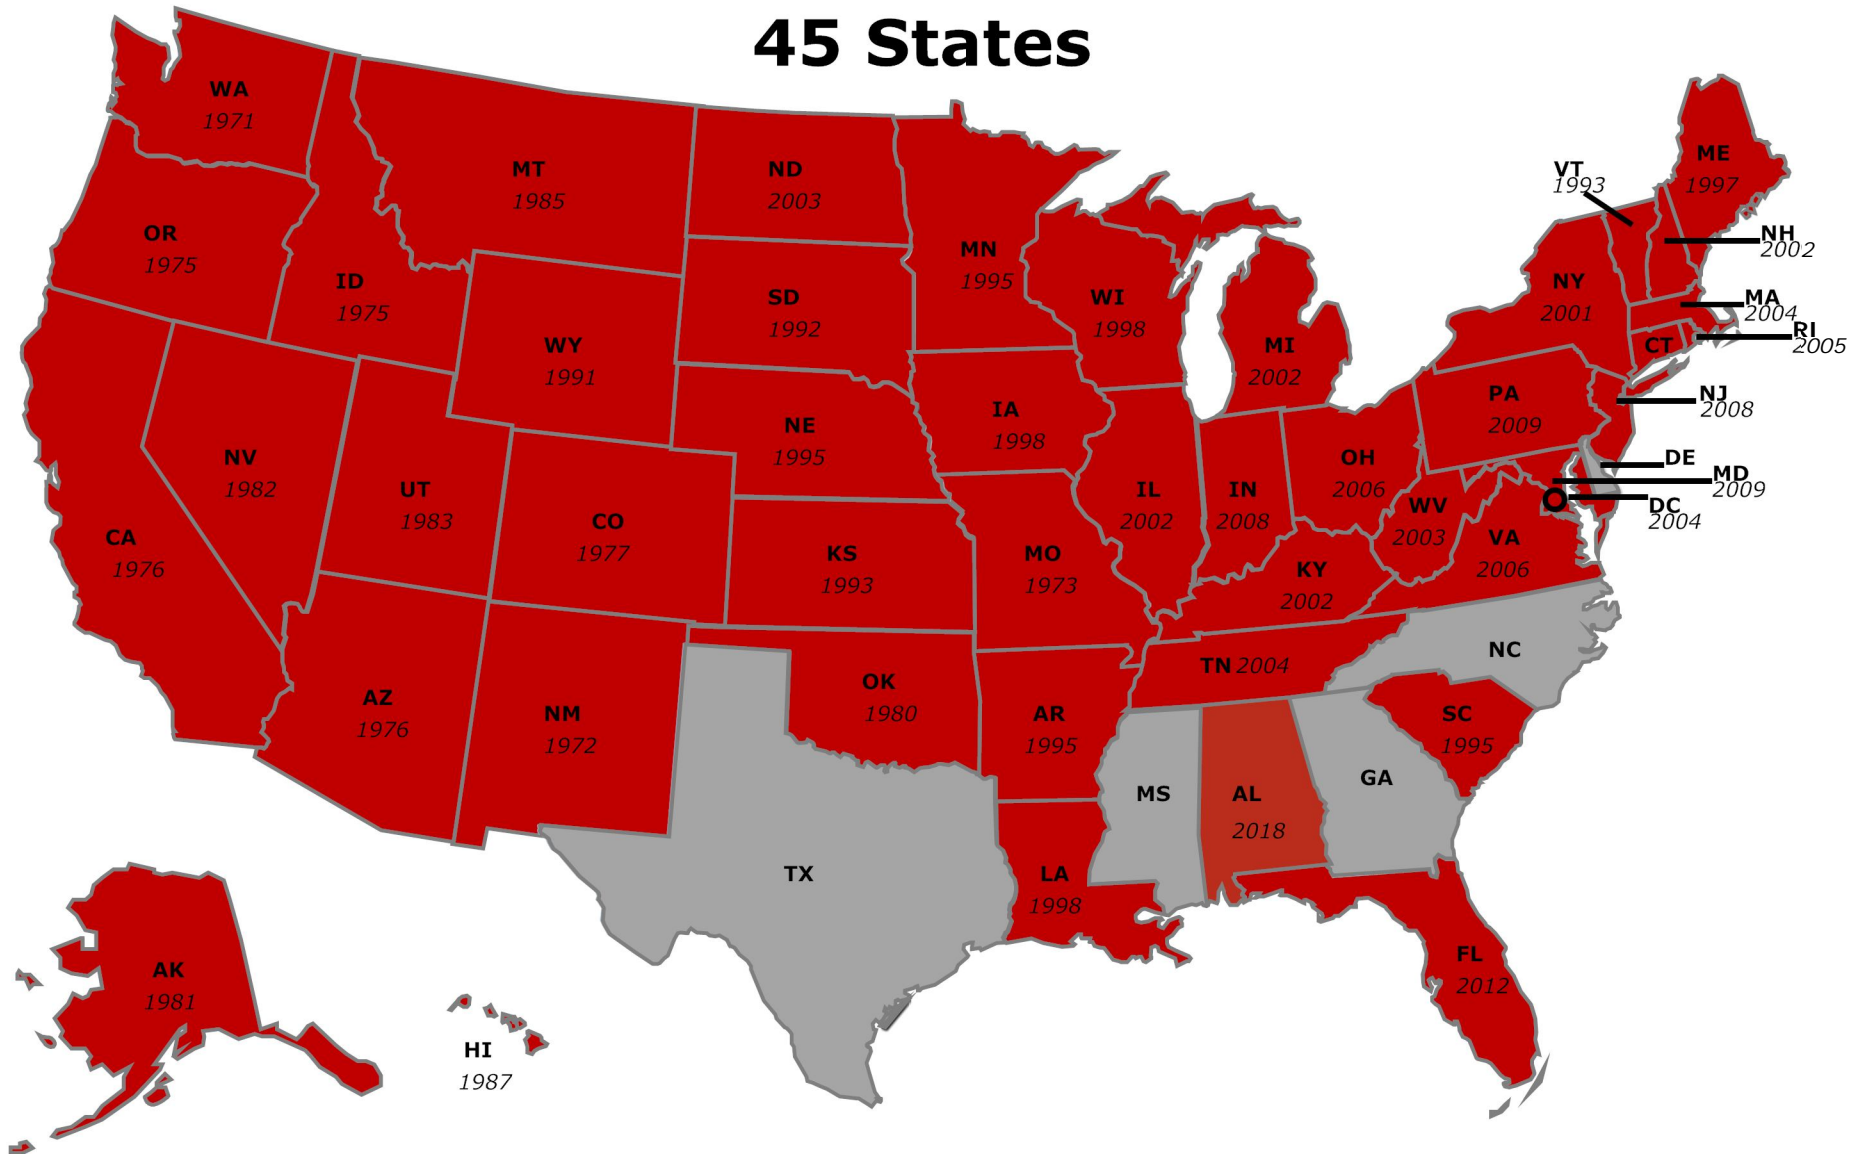 45 States
WA
1971
OR
1975
CA
1976
ID
1975
NV
1982
MT
1985
WY
1991
UT
1983
AZ
1976
CO
1977
NM
1972
ND
2003
SD
1992
NE
1995
KS
1993
OK
1980
TX
MN
1995
IA
1998
MO
1973
AR
1995
LA
1998
WI
1998
IL
2002
MI
2002
IN
2008
OH
2006
KY
2002
TN 2004
MS
AL
2018
GA
FL
2012
SC
1995
NC
VA
2006
WV
2003
PA
2009
NY
2001
VT
1993
ME
1997
NH
2002
MA
2004
RI
2005
CT
NJ
2008
DE
MD
2009
DC
2004
AK
1981
HI
1987